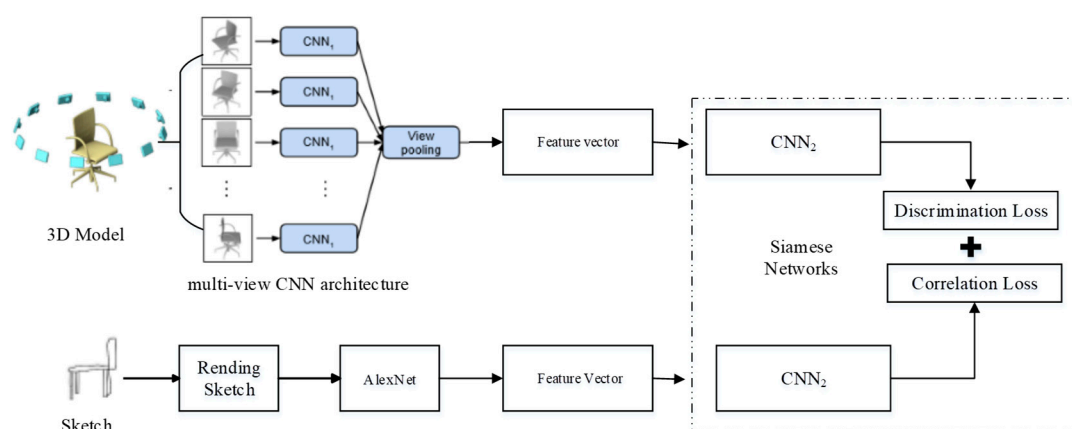 CNN₁
CNN₁
CNN₁
View
pooling
Feature vector
CNN₂
Discrimination Loss
3D Model
⋮
⋮
CNN₁
multi-view CNN architecture
Siamese
Networks
Correlation Loss
Rending
Sketch
AlexNet
Feature Vector
CNN₂
Sketch